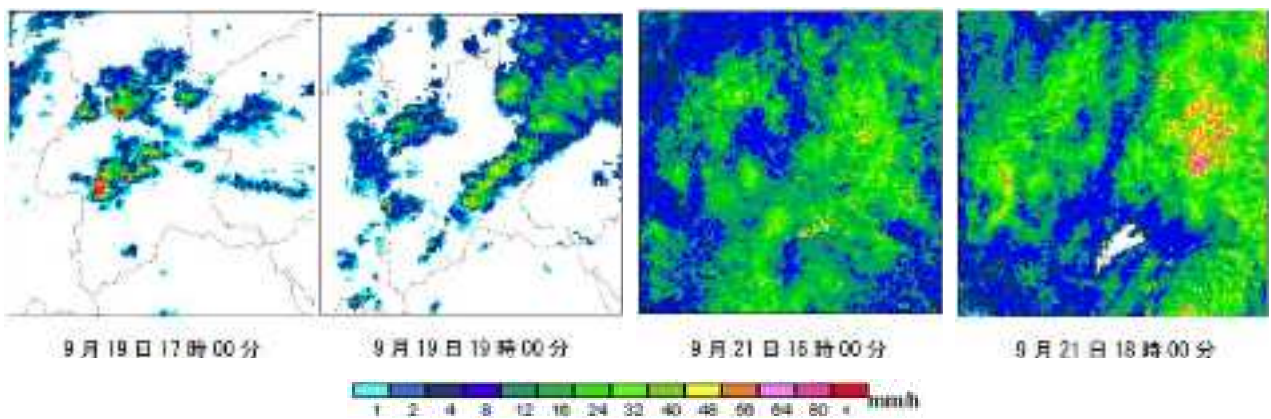 9月19日17時00分
9月19日19時00分
9月21日16時00分
9月21日18時00分
1 2 4 8 12 16 24 32 40 48 56 64 80 < mm/h